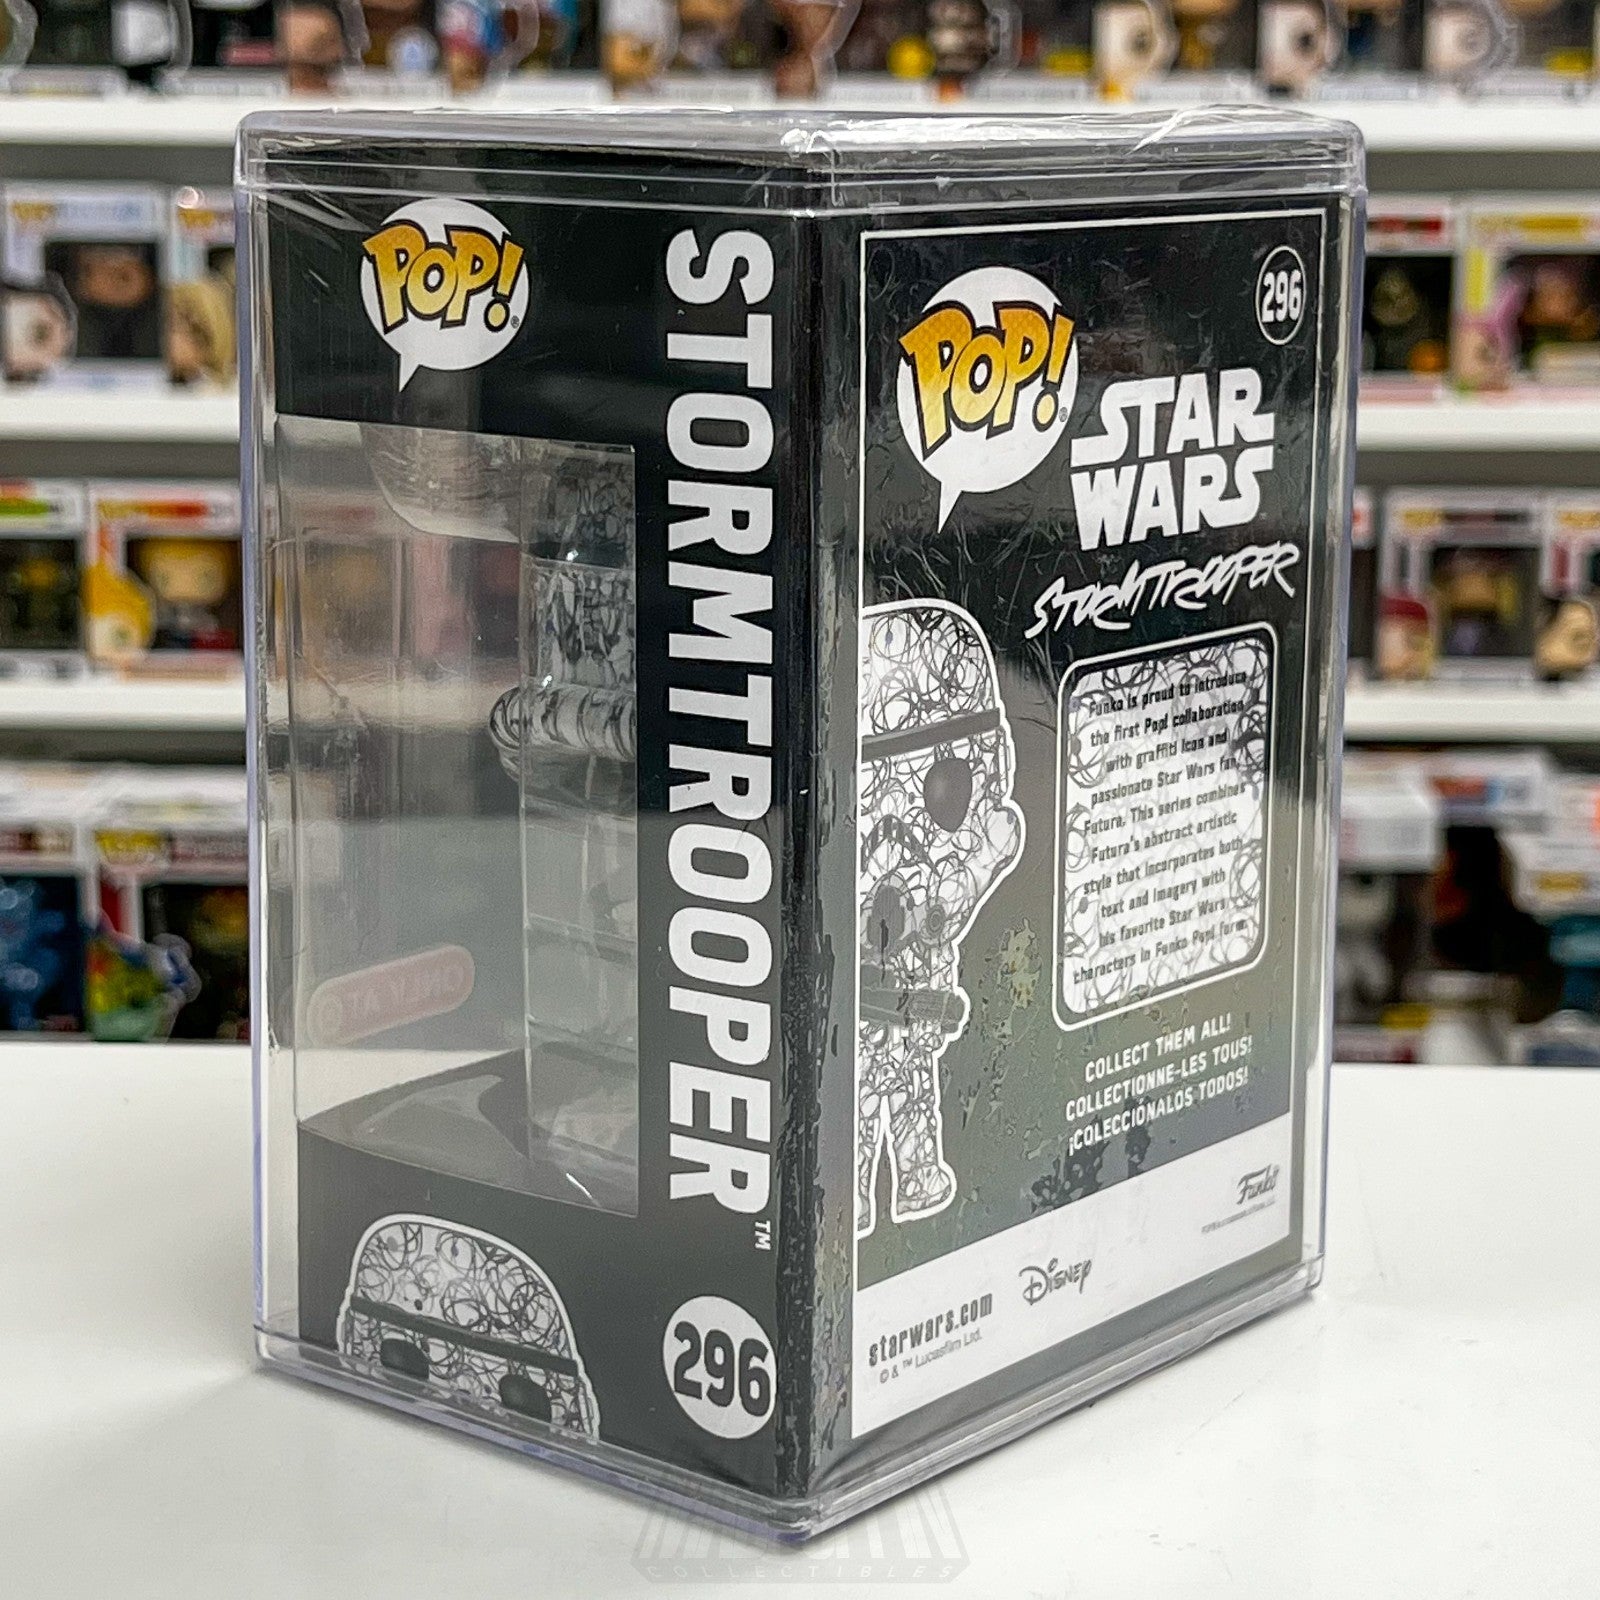 POP!
STORMTROOPER™
296
ONLY AT
POP!
STAR
WARS
296
STORMTROOPER
Funko is proud to introduce
the first Pop! collaboration
with graffiti icon and
passionate Star Wars fan,
Futura. This series combines
Futura's abstract artistic
style that incorporates both
text and imagery with
his favorite Star Wars
characters in Funko Pop! form.
COLLECT THEM ALL!
COLLECTIONNE-LES TOUS!
¡COLECCIÓNALOS TODOS!
Funko
Disney
starwars.com
© & ™ Lucasfilm Ltd.
COLLECTIBLES